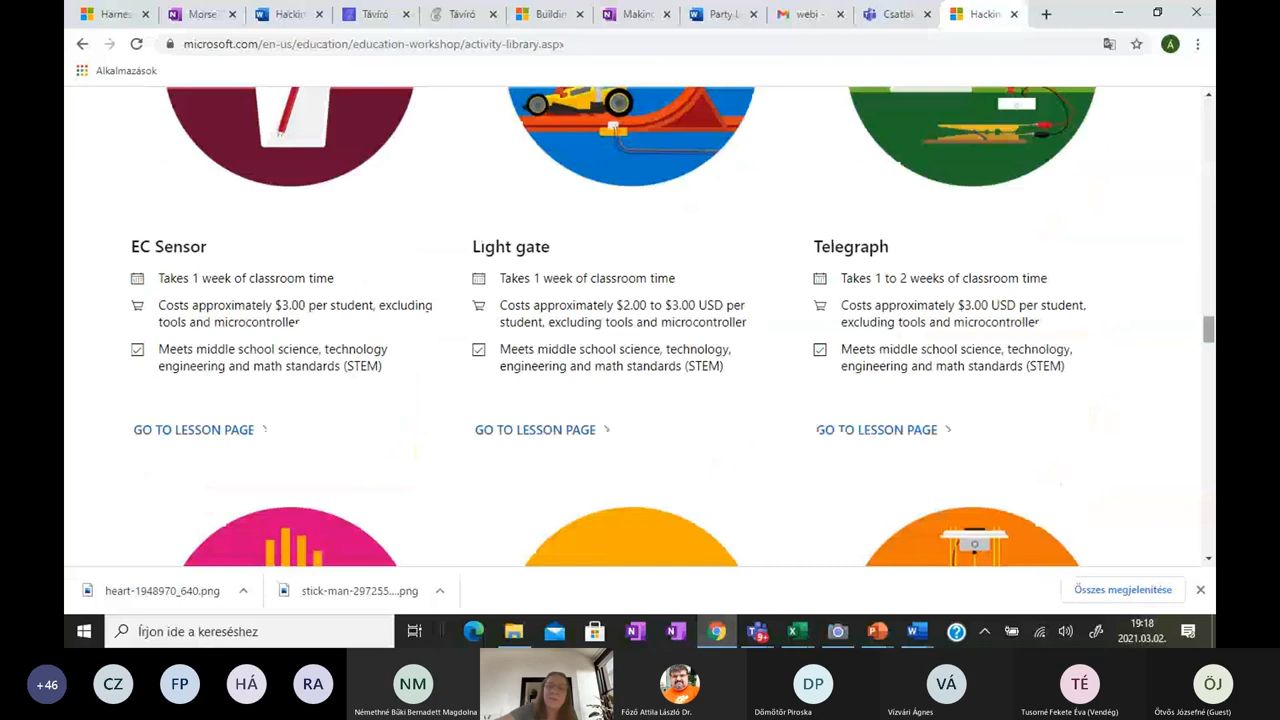 Harnes
Morse
Hackin
Távíró
Távíró
Buildin
Making
Party-L
webi -
Csatlak
Hackin
microsoft.com/en-us/education/education-workshop/activity-library.aspx
Á
Alkalmazások
EC Sensor
Takes 1 week of classroom time
Costs approximately $3.00 per student, excluding
tools and microcontroller
Meets middle school science, technology
engineering and math standards (STEM)
GO TO LESSON PAGE
Light gate
Takes 1 week of classroom time
Costs approximately $2.00 to $3.00 USD per
student, excluding tools and microcontroller
Meets middle school science, technology,
engineering and math standards (STEM)
GO TO LESSON PAGE
Telegraph
Takes 1 to 2 weeks of classroom time
Costs approximately $3.00 USD per student,
excluding tools and microcontroller
Meets middle school science, technology,
engineering and math standards (STEM)
GO TO LESSON PAGE
heart-1948970_640.png
stick-man-297255....png
Összes megjelenítése
Írjon ide a kereséshez
9+
19:18
2021.03.02.
+46
CZ
FP
HÁ
RA
NM
Némethné Büki Bernadett Magdolna
Főző Attila László Dr.
DP
Dömötör Piroska
VÁ
Vízvári Ágnes
TÉ
Tusorné Fekete Éva (Vendég)
ÖJ
Ötvös Józsefné (Guest)